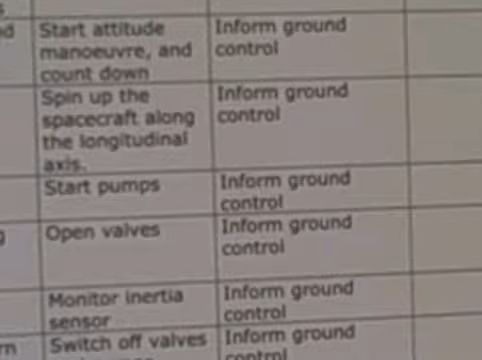 Start attitude
manoeuvre, and
count down
Inform ground
control
Spin up the
spacecraft along
the longitudinal
axis.
Inform ground
control
Start pumps
Inform ground
control
Open valves
Inform ground
control
Monitor inertia
sensor
Inform ground
control
Switch off valves
Inform ground
control